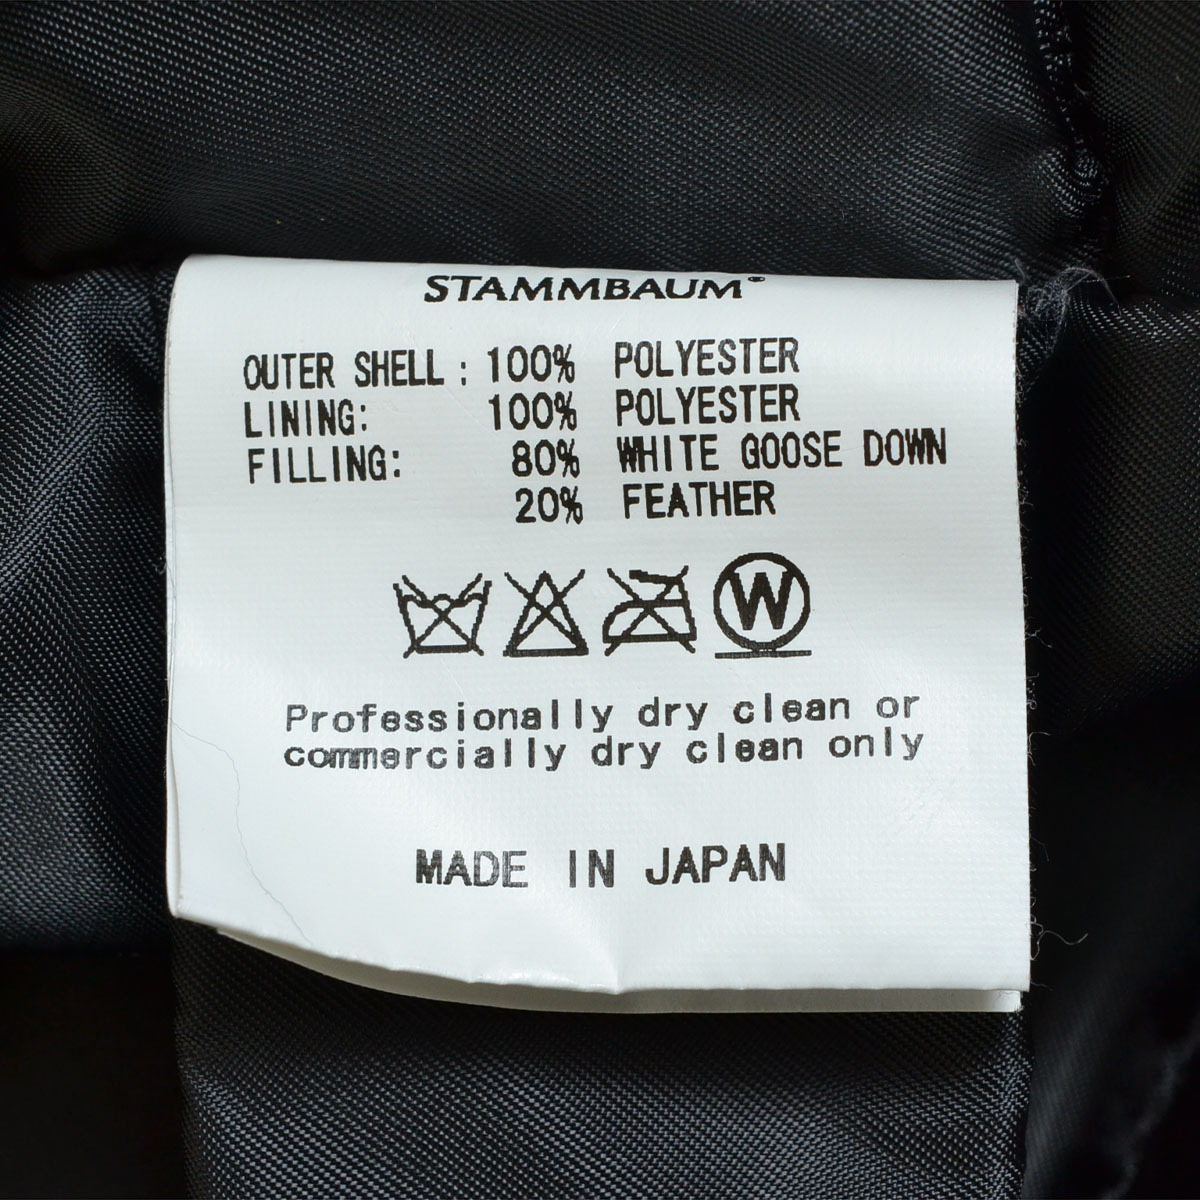 STAMMBAUM®
OUTER SHELL : 100% POLYESTER
LINING: 100% POLYESTER
FILLING: 80% WHITE GOOSE DOWN
20% FEATHER
W
Professionally dry clean or
commercially dry clean only
MADE IN JAPAN